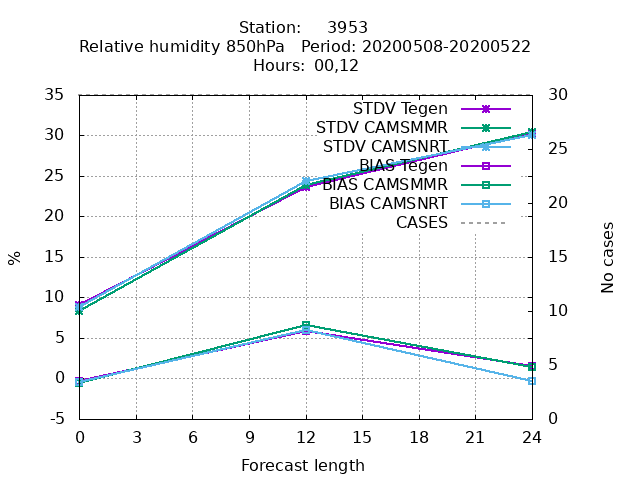 Station: 3953
Relative humidity 850hPa Period: 20200508-20200522
Hours: 00,12
35 30
30 25
25 20
20 15
15 10
10 5
5 0
0
-5
%
No cases
STDV Tegen
STDV CAMSMMR
STDV CAMSNRT
BIAS Tegen
BIAS CAMSMMR
BIAS CAMSNRT
CASES
0 3 6 9 12 15 18 21 24
Forecast length